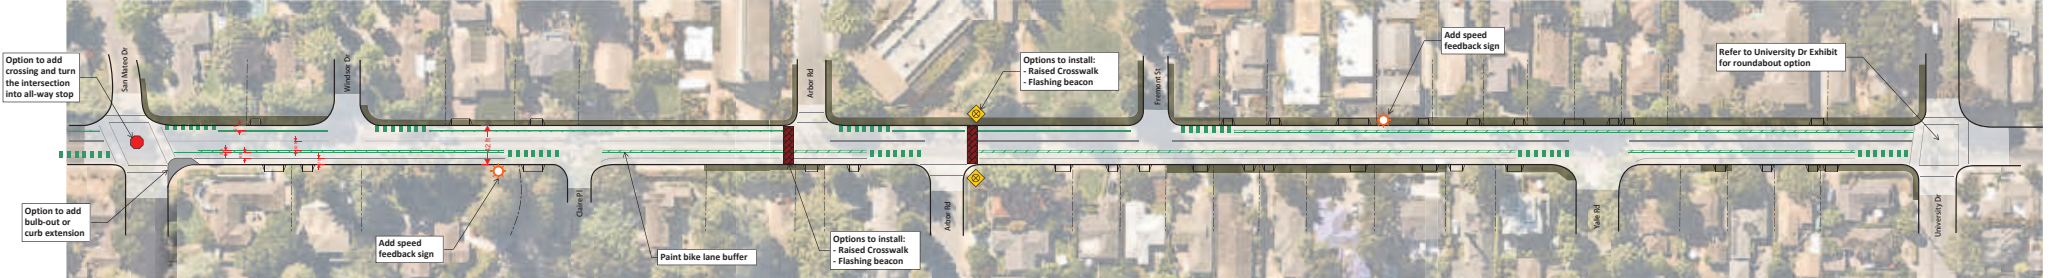 Option to add
crossing and turn
the intersection
into all-way stop
San Mateo Dr
Windsor Dr
Arbor Rd
Options to install:
- Raised Crosswalk
- Flashing beacon
Fremont St
Add speed
feedback sign
Refer to University Dr Exhibit
for roundabout option
Option to add
bulb-out or
curb extension
Add speed
feedback sign
Claire Pl
Paint bike lane buffer
Options to install:
- Raised Crosswalk
- Flashing beacon
Arbor Rd
Yale Rd
University Dr